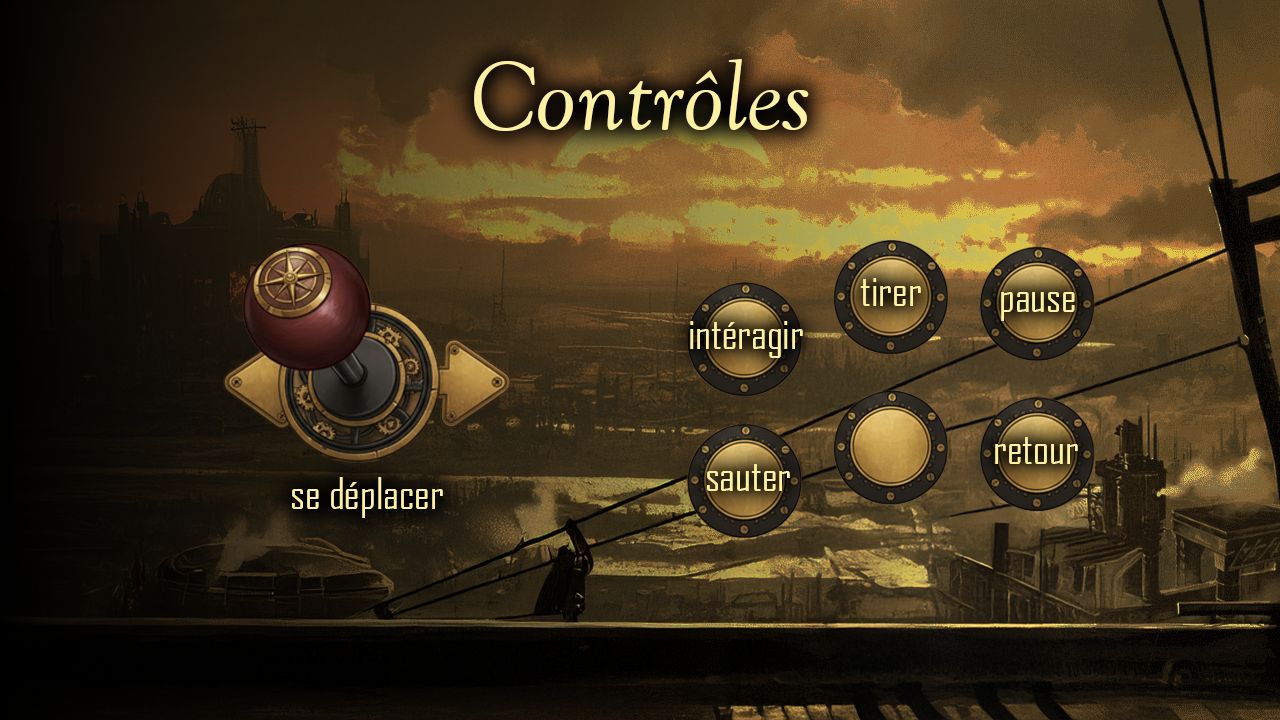 Contrôles
intéragir
tirer
pause
sauter
retour
se déplacer